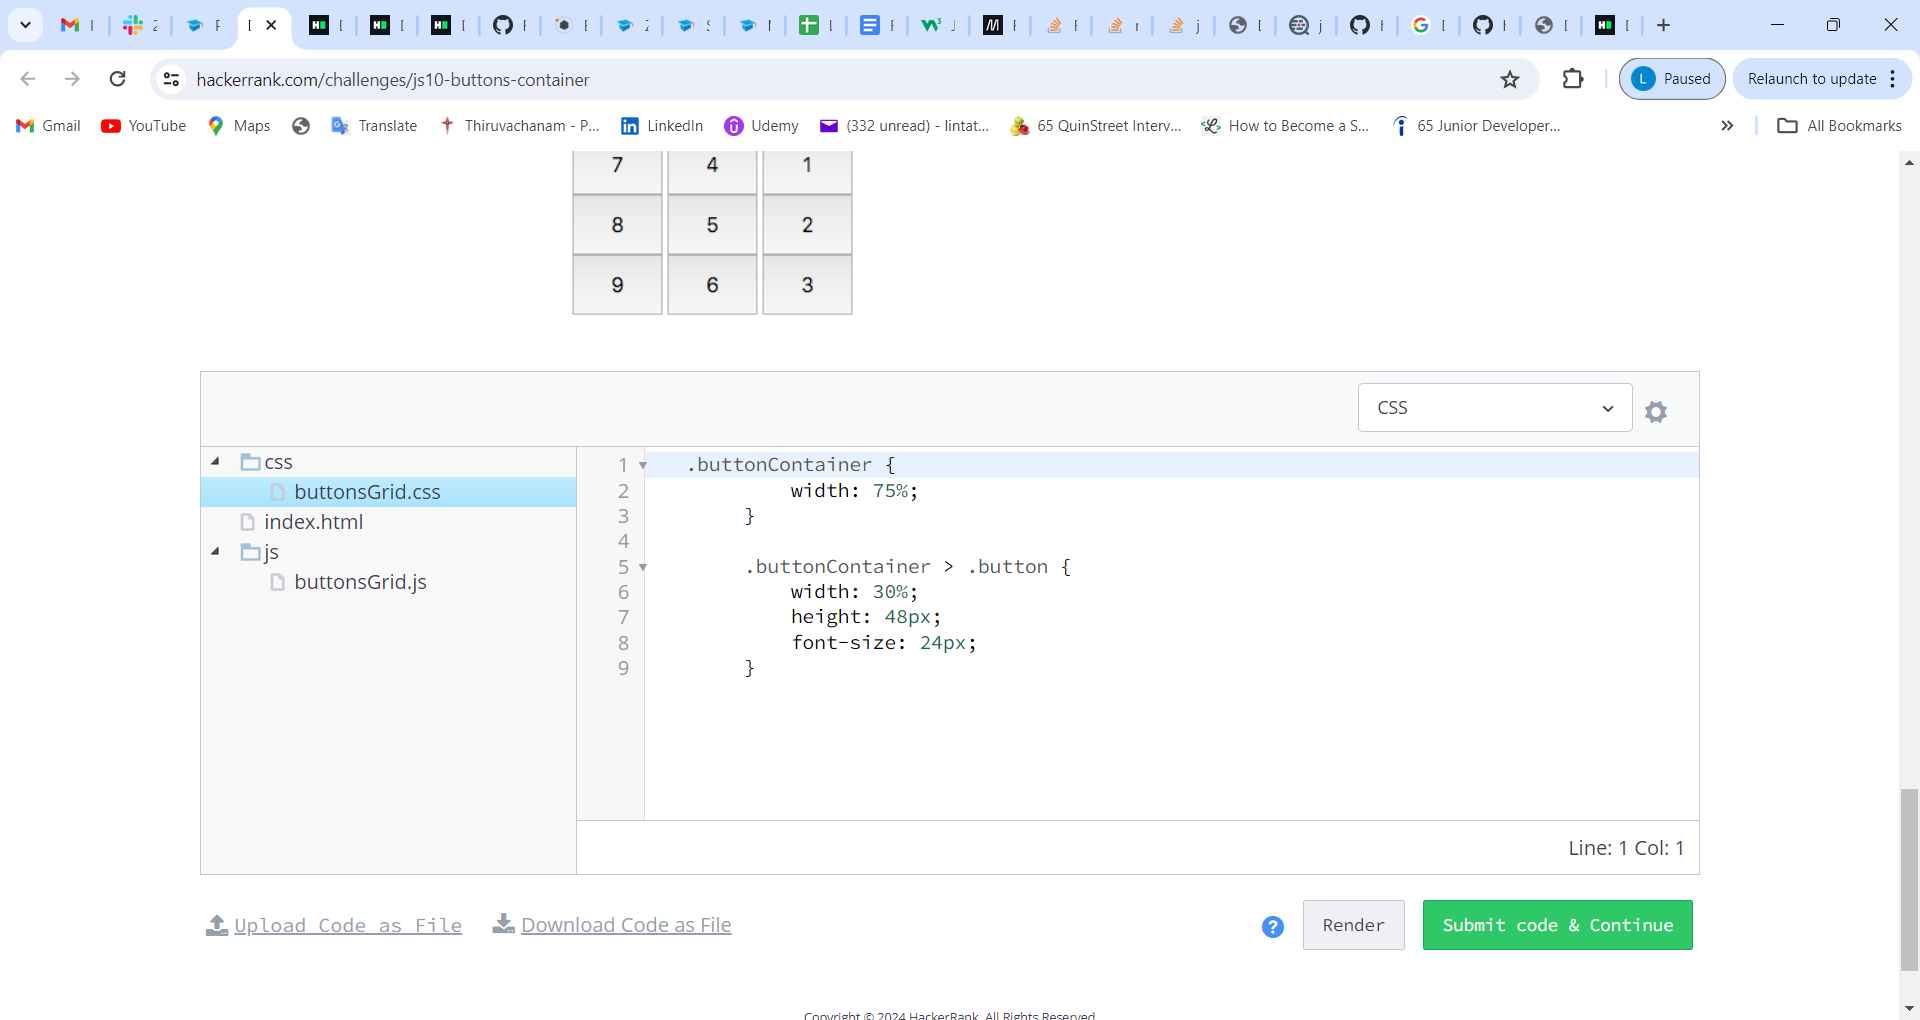 hackerrank.com/challenges/js10-buttons-container
L Paused
Relaunch to update
Gmail YouTube Maps Translate Thiruvachanam - P... LinkedIn Udemy (332 unread) - lintat... 65 QuinStreet Interv... How to Become a S... 65 Junior Developer... » All Bookmarks
7 4 1
8 5 2
9 6 3
CSS
css
buttonsGrid.css
index.html
js
buttonsGrid.js
1 .buttonContainer {
2 width: 75%;
3 }
4
5 .buttonContainer > .button {
6 width: 30%;
7 height: 48px;
8 font-size: 24px;
9 }
Line: 1 Col: 1
Upload Code as File Download Code as File ? Render Submit code & Continue
Copyright © 2024 HackerRank. All Rights Reserved